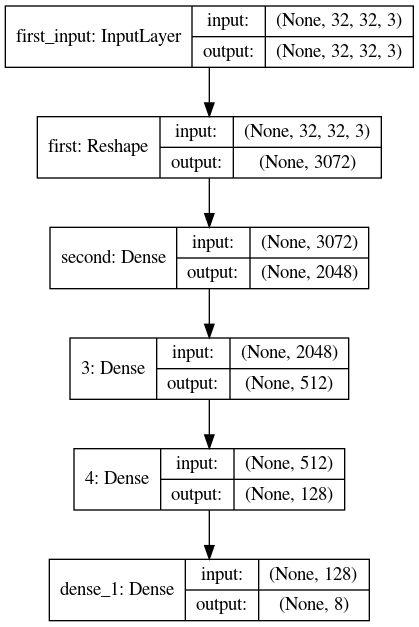 first_input: InputLayer
input: (None, 32, 32, 3)
output: (None, 32, 32, 3)
first: Reshape
input: (None, 32, 32, 3)
output: (None, 3072)
second: Dense
input: (None, 3072)
output: (None, 2048)
3: Dense
input: (None, 2048)
output: (None, 512)
4: Dense
input: (None, 512)
output: (None, 128)
dense_1: Dense
input: (None, 128)
output: (None, 8)